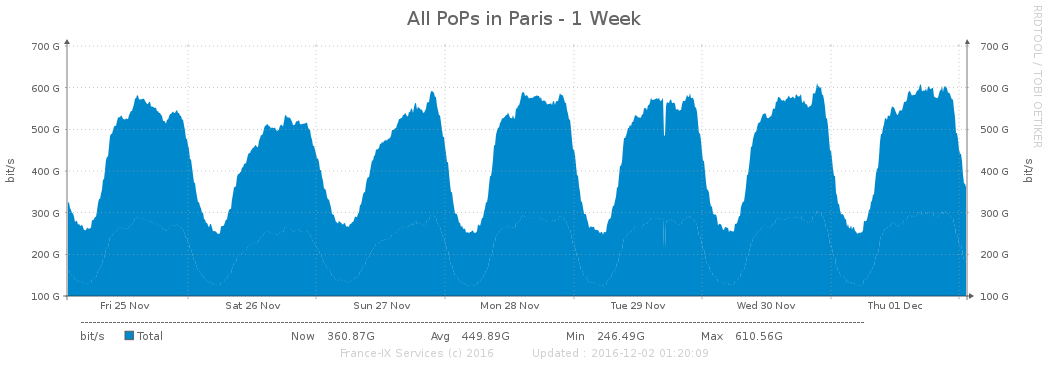 All PoPs in Paris - 1 Week
RRDTOOL / TOBI OETIKER
bit/s
bit/s
700 G 700 G
600 G 600 G
500 G 500 G
400 G 400 G
300 G 300 G
200 G 200 G
100 G 100 G
Fri 25 Nov Sat 26 Nov Sun 27 Nov Mon 28 Nov Tue 29 Nov Wed 30 Nov Thu 01 Dec
bit/s Total Now 360.87G Avg 449.89G Min 246.49G Max 610.56G
France-IX Services (c) 2016 Updated : 2016-12-02 01:20:09